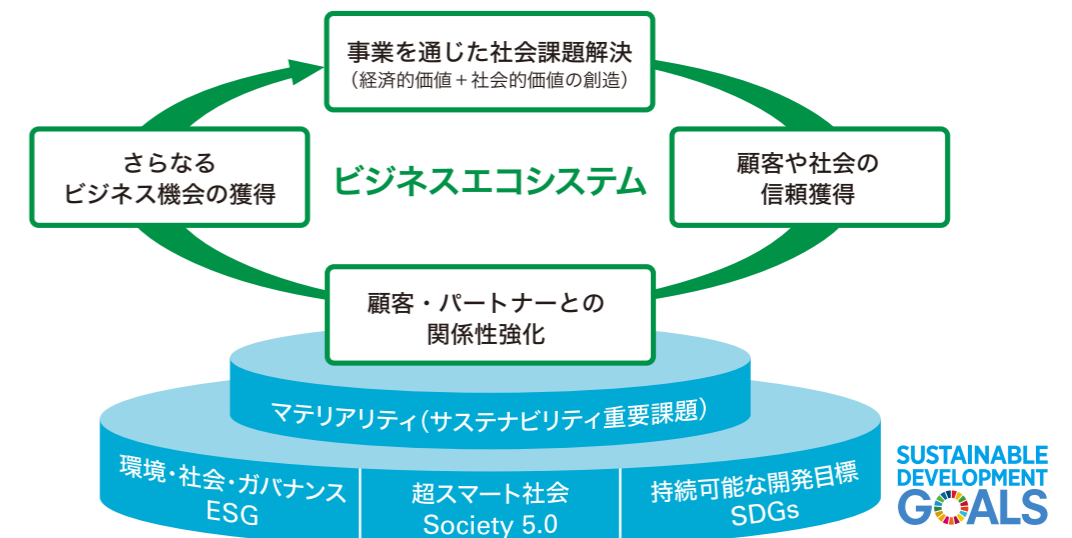 事業を通じた社会課題解決
（経済的価値+社会的価値の創造）
さらなる
ビジネス機会の獲得
ビジネスエコシステム
顧客や社会の
信頼獲得
顧客・パートナーとの
関係性強化
マテリアリティ（サステナビリティ重要課題）
環境・社会・ガバナンス
ESG
超スマート社会
Society 5.0
持続可能な開発目標
SDGs
SUSTAINABLE
DEVELOPMENT
GOALS